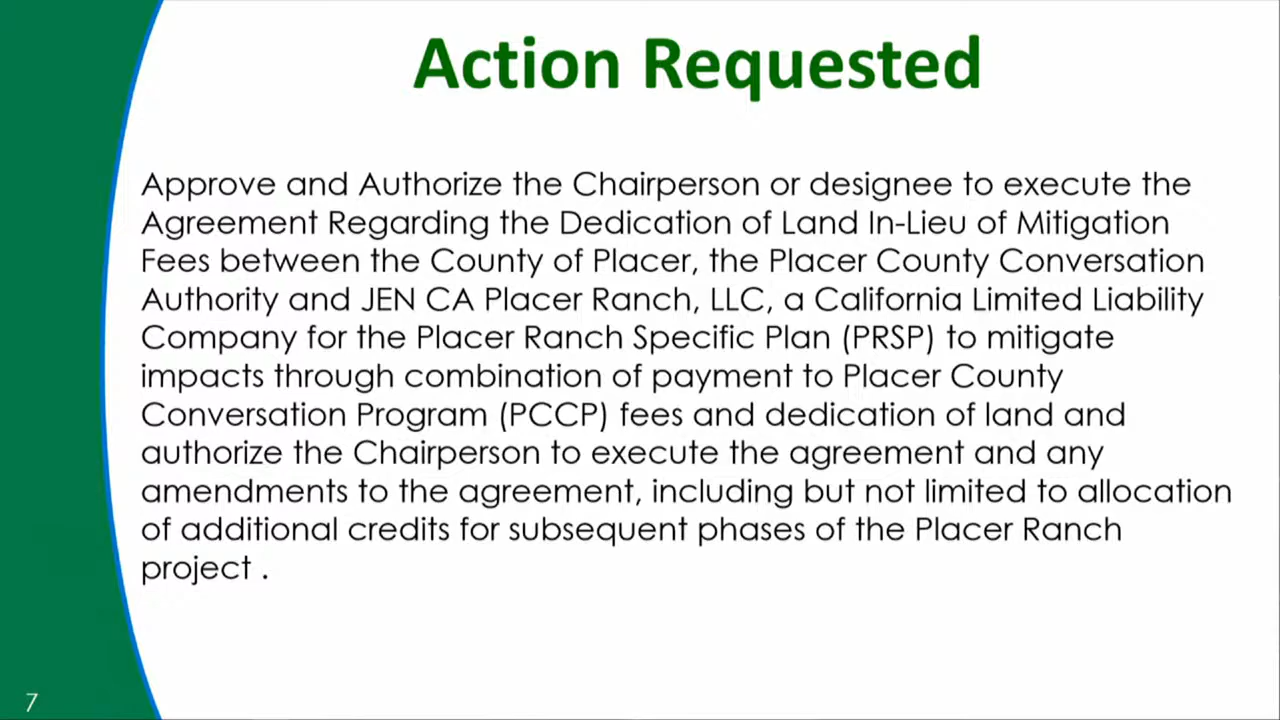 Action Requested
Approve and Authorize the Chairperson or designee to execute the
Agreement Regarding the Dedication of Land In-Lieu of Mitigation
Fees between the County of Placer, the Placer County Conversation
Authority and JEN CA Placer Ranch, LLC, a California Limited Liability
Company for the Placer Ranch Specific Plan (PRSP) to mitigate
impacts through combination of payment to Placer County
Conversation Program (PCCP) fees and dedication of land and
authorize the Chairperson to execute the agreement and any
amendments to the agreement, including but not limited to allocation
of additional credits for subsequent phases of the Placer Ranch
project .
7